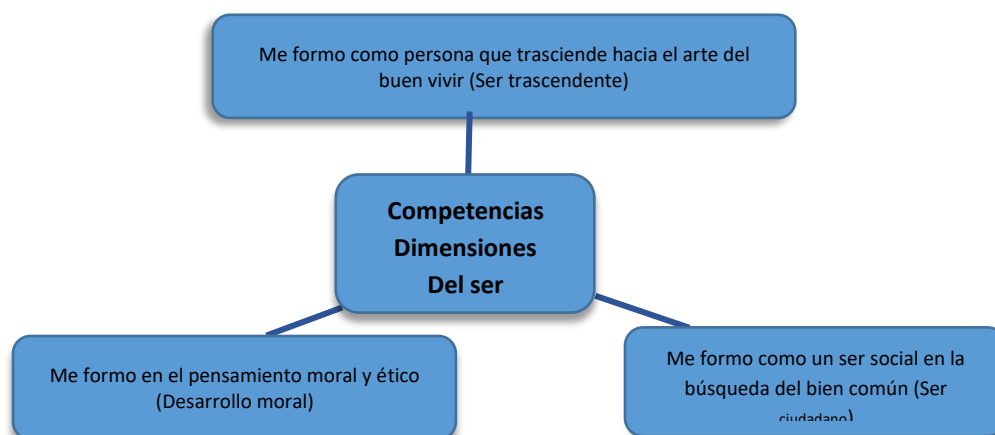 Me formo como persona que trasciende hacia el arte del
buen vivir (Ser trascendente)
Competencias
Dimensiones
Del ser
Me formo en el pensamiento moral y ético
(Desarrollo moral)
Me formo como un ser social en la
búsqueda del bien común (Ser
ciudadano)